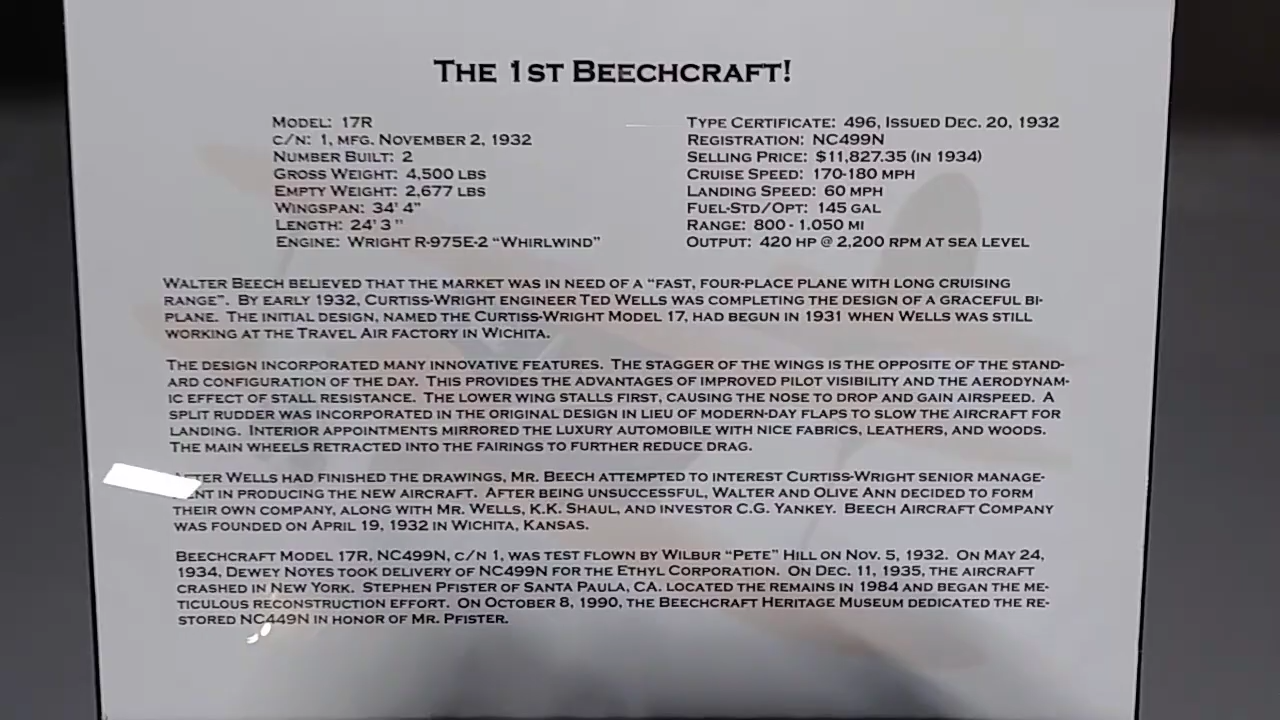 THE 1ST BEECHCRAFT!
MODEL: 17R
C/N: 1, MFG. NOVEMBER 2, 1932
NUMBER BUILT: 2
GROSS WEIGHT: 4,500 LBS
EMPTY WEIGHT: 2,677 LBS
WINGSPAN: 34' 4"
LENGTH: 24' 3 "
ENGINE: WRIGHT R-975E-2 "WHIRLWIND"
TYPE CERTIFICATE: 496, ISSUED DEC. 20, 1932
REGISTRATION: NC499N
SELLING PRICE: $11,827.35 (IN 1934)
CRUISE SPEED: 170-180 MPH
LANDING SPEED: 60 MPH
FUEL-STD/OPT: 145 GAL
RANGE: 800 - 1.050 MI
OUTPUT: 420 HP @ 2,200 RPM AT SEA LEVEL
WALTER BEECH BELIEVED THAT THE MARKET WAS IN NEED OF A "FAST, FOUR-PLACE PLANE WITH LONG CRUISING
RANGE". BY EARLY 1932, CURTISS-WRIGHT ENGINEER TED WELLS WAS COMPLETING THE DESIGN OF A GRACEFUL BI-
PLANE. THE INITIAL DESIGN, NAMED THE CURTISS-WRIGHT MODEL 17, HAD BEGUN IN 1931 WHEN WELLS WAS STILL
WORKING AT THE TRAVEL AIR FACTORY IN WICHITA.
THE DESIGN INCORPORATED MANY INNOVATIVE FEATURES. THE STAGGER OF THE WINGS IS THE OPPOSITE OF THE STAND-
ARD CONFIGURATION OF THE DAY. THIS PROVIDES THE ADVANTAGES OF IMPROVED PILOT VISIBILITY AND THE AERODYNAM-
IC EFFECT OF STALL RESISTANCE. THE LOWER WING STALLS FIRST, CAUSING THE NOSE TO DROP AND GAIN AIRSPEED. A
SPLIT RUDDER WAS INCORPORATED IN THE ORIGINAL DESIGN IN LIEU OF MODERN-DAY FLAPS TO SLOW THE AIRCRAFT FOR
LANDING. INTERIOR APPOINTMENTS MIRRORED THE LUXURY AUTOMOBILE WITH NICE FABRICS, LEATHERS, AND WOODS.
THE MAIN WHEELS RETRACTED INTO THE FAIRINGS TO FURTHER REDUCE DRAG.
WELLS HAD FINISHED THE DRAWINGS, MR. BEECH ATTEMPTED TO INTEREST CURTISS-WRIGHT SENIOR MANAGE-
IN PRODUCING THE NEW AIRCRAFT. AFTER BEING UNSUCCESSFUL, WALTER AND OLIVE ANN DECIDED TO FORM
THEIR OWN COMPANY, ALONG WITH MR. WELLS, K.K. SHAUL, AND INVESTOR C.G. YANKEY. BEECH AIRCRAFT COMPANY
WAS FOUNDED ON APRIL 19, 1932 IN WICHITA, KANSAS.
BEECHCRAFT MODEL 17R, NC499N, C/N 1, WAS TEST FLOWN BY WILBUR "PETE" HILL ON NOV. 5, 1932. ON MAY 24,
1934, DEWEY NOYES TOOK DELIVERY OF NC499N FOR THE ETHYL CORPORATION. ON DEC. 11, 1935, THE AIRCRAFT
CRASHED IN NEW YORK. STEPHEN PFISTER OF SANTA PAULA, CA. LOCATED THE REMAINS IN 1984 AND BEGAN THE ME-
TICULOUS RECONSTRUCTION EFFORT. ON OCTOBER 8, 1990, THE BEECHCRAFT HERITAGE MUSEUM DEDICATED THE RE-
STORED NC449N IN HONOR OF MR. PFISTER.